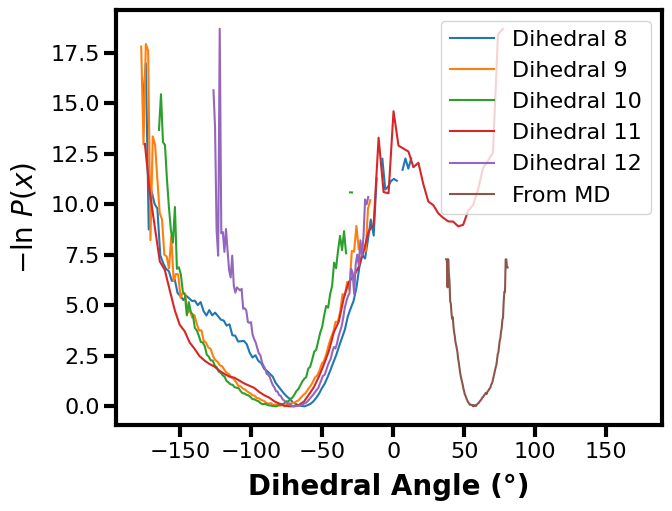 17.5
15.0
12.5
10.0
7.5
5.0
2.5
0.0
−ln P(x)
Dihedral 8
Dihedral 9
Dihedral 10
Dihedral 11
Dihedral 12
From MD
−150
−100
−50
0
50
100
150
Dihedral Angle (°)